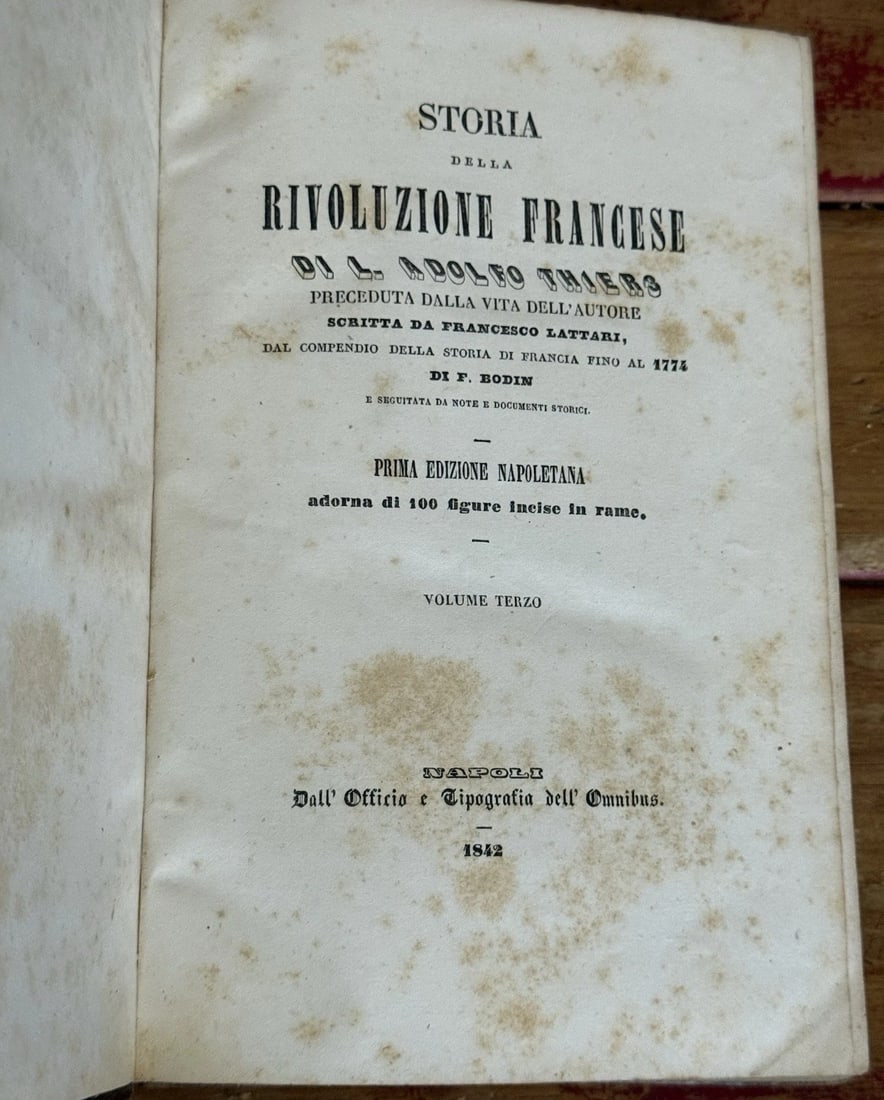 STORIA
DELLA
RIVOLUZIONE FRANCESE
DI L. ADOLFO THIERS
PRECEDUTA DALLA VITA DELL'AUTORE
SCRITTA DA FRANCESCO LATTARI,
DAL COMPENDIO DELLA STORIA DI FRANCIA FINO AL 1774
DI F. BODIN
E SEGUITATA DA NOTE E DOCUMENTI STORICI.
PRIMA EDIZIONE NAPOLETANA
adorna di 100 figure incise in rame.
VOLUME TERZO
NAPOLI
Dall' Officio e Tipografia dell' Omnibus.
1842